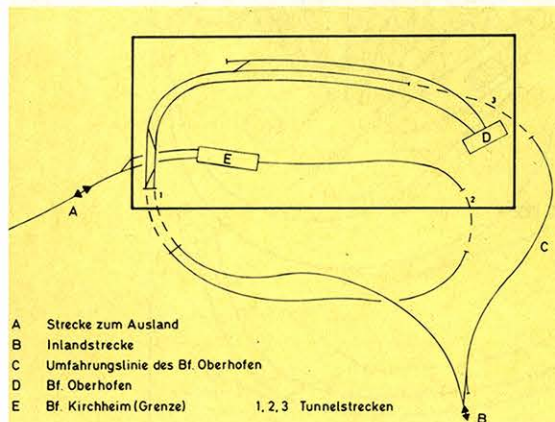 3
D
E
1
2
A
C
A Strecke zum Ausland
B Inlandstrecke
C Umfahrungslinie des Bf. Oberhofen
D Bf. Oberhofen
E Bf. Kirchheim (Grenze) 1, 2, 3 Tunnelstrecken
B